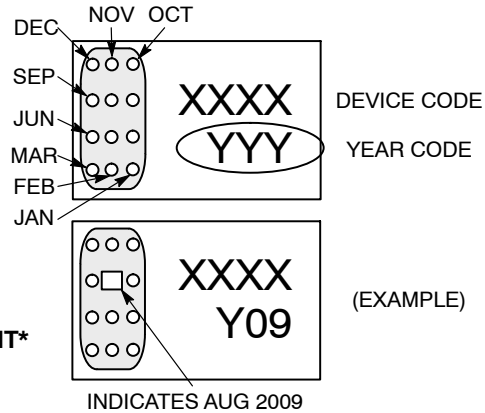 NOV OCT
DEC
SEP
JUN
MAR
FEB
JAN
XXXX
DEVICE CODE
YYY
YEAR CODE
XXXX
Y09
(EXAMPLE)
NT*
INDICATES AUG 2009